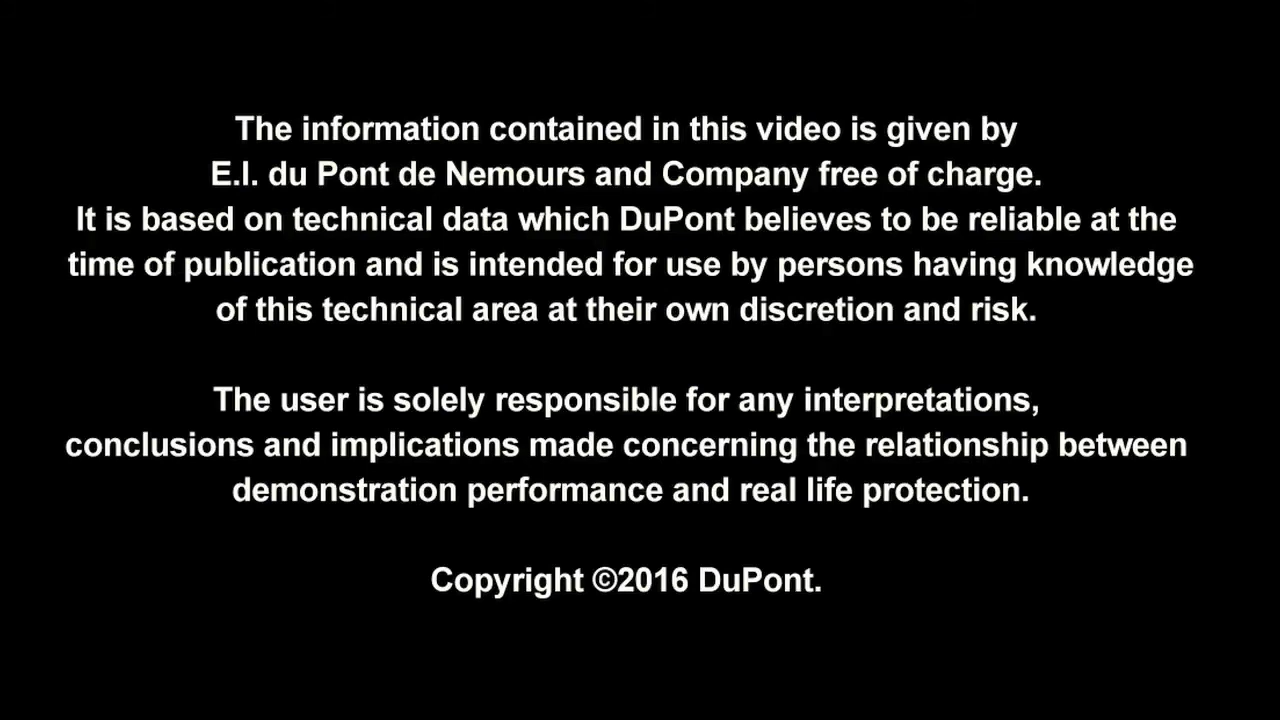 The information contained in this video is given by
E.I. du Pont de Nemours and Company free of charge.
It is based on technical data which DuPont believes to be reliable at the
time of publication and is intended for use by persons having knowledge
of this technical area at their own discretion and risk.
The user is solely responsible for any interpretations,
conclusions and implications made concerning the relationship between
demonstration performance and real life protection.
Copyright ©2016 DuPont.